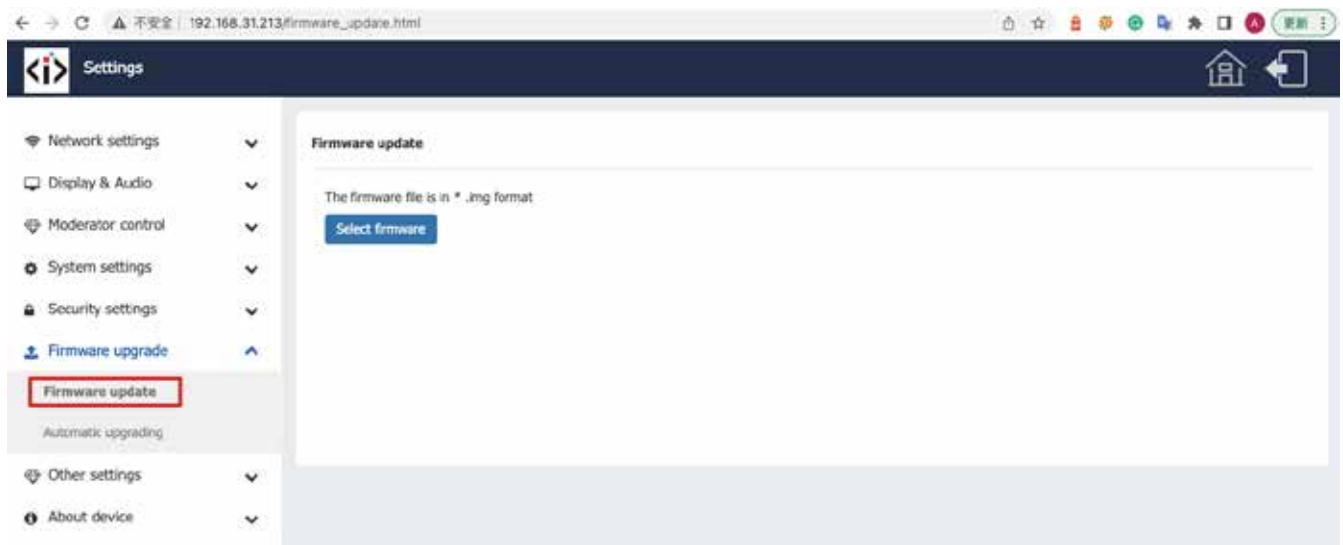 不安全 192.168.31.213/firmware_update.html
A 更新
<i> Settings
Network settings
Display & Audio
Moderator control
System settings
Security settings
Firmware upgrade
Firmware update
Automatic upgrading
Other settings
About device
Firmware update
The firmware file is in * .img format
Select firmware